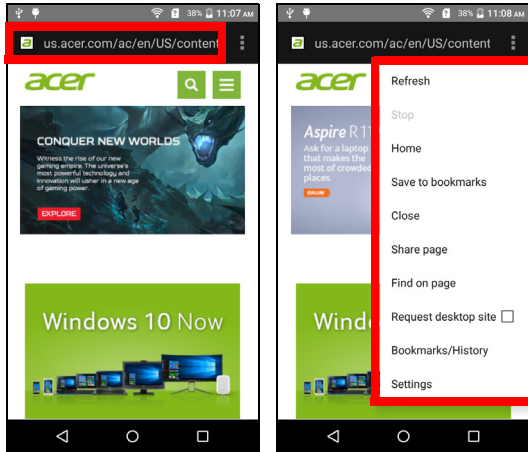 38% 11:07 AM
us.acer.com/ac/en/US/content
acer
CONQUER NEW WORLDS
Witness the rise of our new
gaming empire. The universe's
most powerful technology and
innovation will usher in a new age
of gaming power.
EXPLORE
Windows 10 Now
38% 11:08 AM
us.acer.com/ac/en/US/content
acer
Aspire R 11
Ask for a laptop
that makes the
most of crowded
places.
EXPLORE
Wind
Refresh
Stop
Home
Save to bookmarks
Close
Share page
Find on page
Request desktop site
Bookmarks/History
Settings